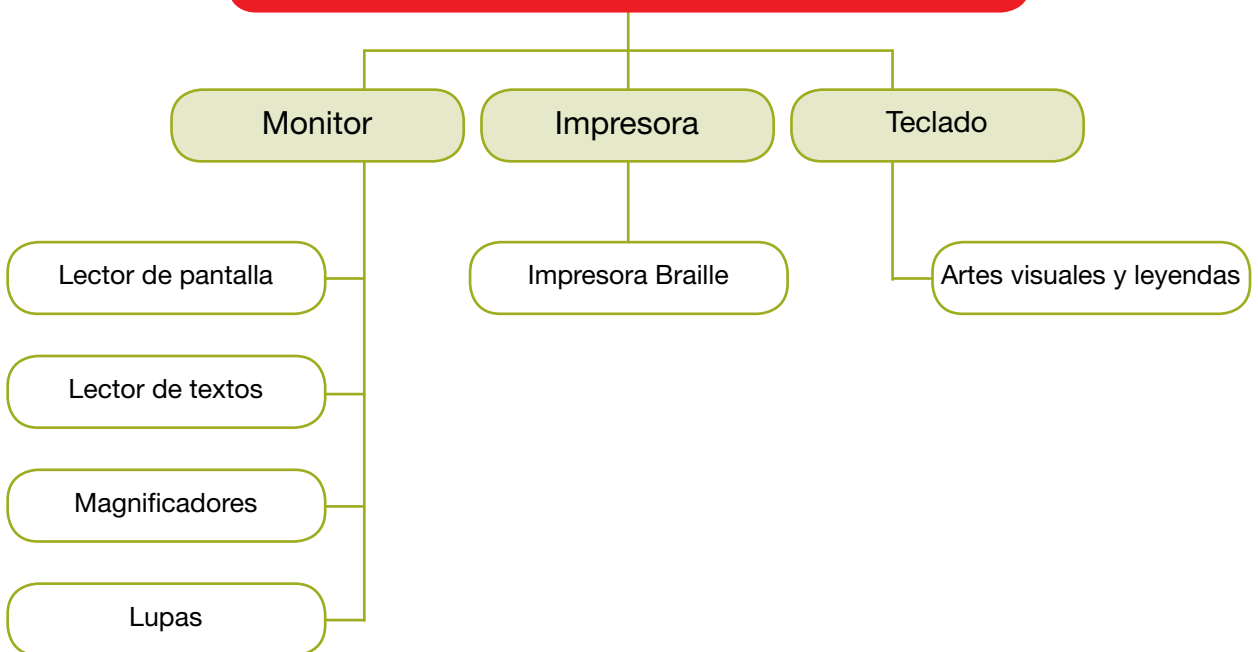 Monitor
Impresora
Teclado
Lector de pantalla
Impresora Braille
Artes visuales y leyendas
Lector de textos
Magnificadores
Lupas